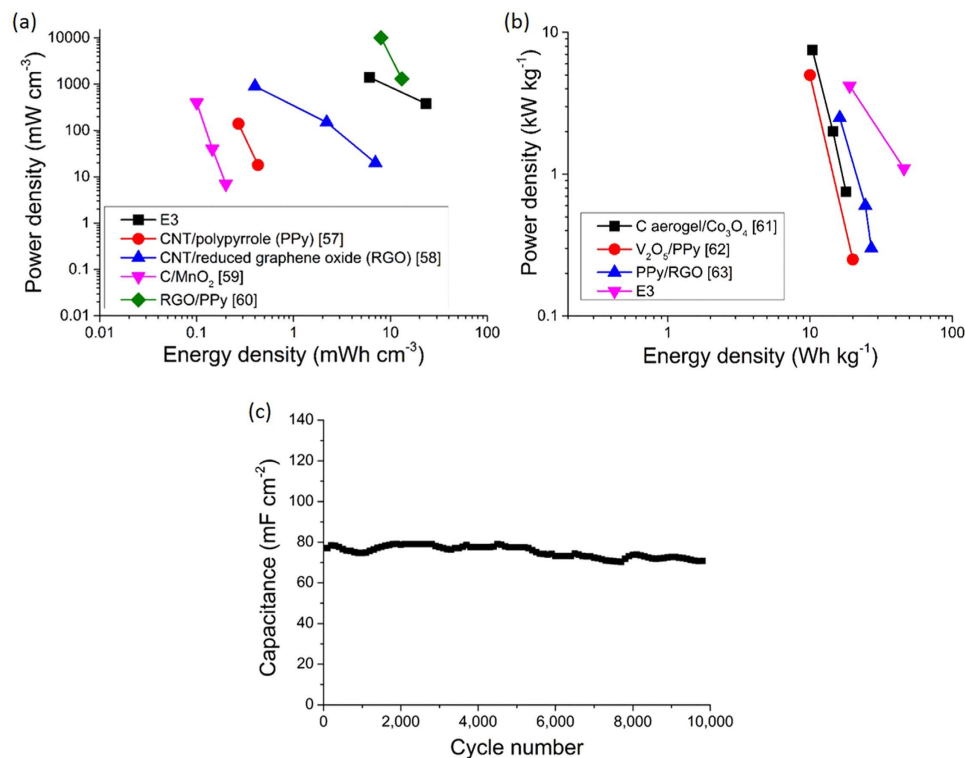 (a)
Power density (mW cm⁻³)
10000
1000
100
10
1
0.1
0.01
E3
CNT/polypyrrole (PPy) [57]
CNT/reduced graphene oxide (RGO) [58]
C/MnO₂ [59]
RGO/PPy [60]
0.01 0.1 1 10 100
Energy density (mWh cm⁻³)
(b)
Power density (kW kg⁻¹)
10
1
0.1
C aerogel/Co₃O₄ [61]
V₂O₅/PPy [62]
PPy/RGO [63]
E3
1 10 100
Energy density (Wh kg⁻¹)
(c)
Capacitance (mF cm⁻²)
140
120
100
80
60
40
20
0
0 2,000 4,000 6,000 8,000 10,000
Cycle number